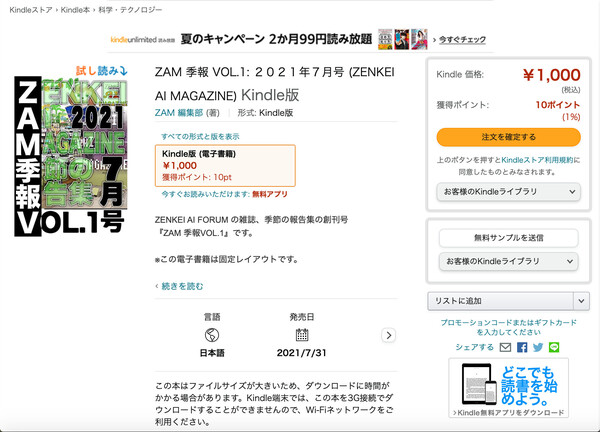 Kindleストア › Kindle本 › 科学・テクノロジー
kindleunlimited 読み放題 夏のキャンペーン 2か月99円読み放題 › 今すぐチェック
試し読み
ZENKEI
AI
MAGAZINE
2021
7月
季節の報告集
ZAM季報VOL.1号
ZAM 季報 VOL.1: ２０２１年７月号 (ZENKEI
AI MAGAZINE) Kindle版
ZAM 編集部 (著) 形式: Kindle版
すべての形式と版を表示
Kindle版 (電子書籍)
￥1,000
獲得ポイント: 10pt
今すぐお読みいただけます: 無料アプリ
ZENKEI AI FORUM の雑誌、季節の報告集の創刊号
『ZAM 季報VOL.1』です。
※この電子書籍は固定レイアウトです。
‹ 続きを読む
言語
日本語
発売日
2021/7/31
この本はファイルサイズが大きいため、ダウンロードに時間が
かかる場合があります。Kindle端末では、この本を3G接続でダ
ウンロードすることができませんので、Wi-Fiネットワークをご
利用ください。
Kindle 価格: ￥1,000
(税込)
獲得ポイント: 10ポイント
(1%)
注文を確定する
上のボタンを押すとKindleストア利用規約に
同意したものとみなされます。
お客様のKindleライブラリ
無料サンプルを送信
お客様のKindleライブラリ
リストに追加
プロモーションコードまたはギフトカード
を入力してください
シェアする
どこでも
読書を始
めよう。
› Kindle無料アプリをダウンロード